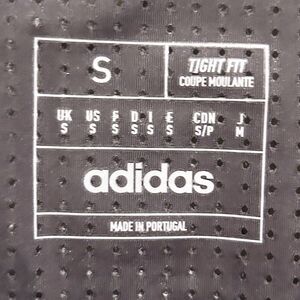 S
TIGHT FIT
COUPE MOULANTE
UK US F D I E CDN J
S S S S S S S/P M
adidas
MADE IN PORTUGAL